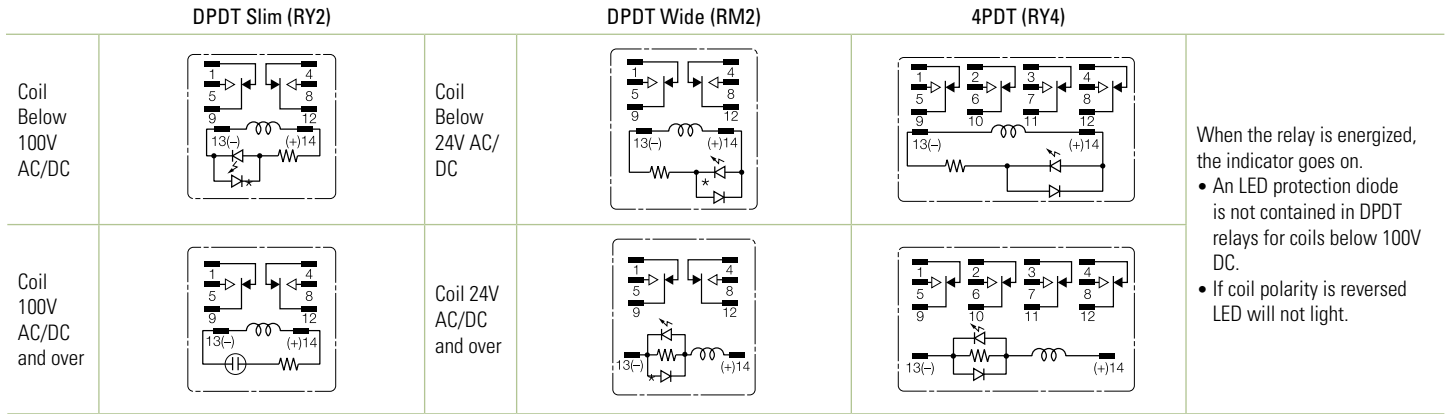 DPDT Slim (RY2)
DPDT Wide (RM2)
4PDT (RY4)
Coil
Below
100V
AC/DC
1
4
5
8
9
12
13(–)
(+)14
*
Coil
Below
24V AC/
DC
1
4
5
8
9
12
13(–)
(+)14
*
1
2
3
4
5
6
7
8
9
10
11
12
13(–)
(+)14
When the relay is energized,
the indicator goes on.
• An LED protection diode
is not contained in DPDT
relays for coils below 100V
DC.
• If coil polarity is reversed
LED will not light.
Coil
100V
AC/DC
and over
1
4
5
8
9
12
13(–)
(+)14
Coil 24V
AC/DC
and over
1
4
5
8
9
12
13(–)
(+)14
*
1
2
3
4
5
6
7
8
9
10
11
12
13(–)
(+)14